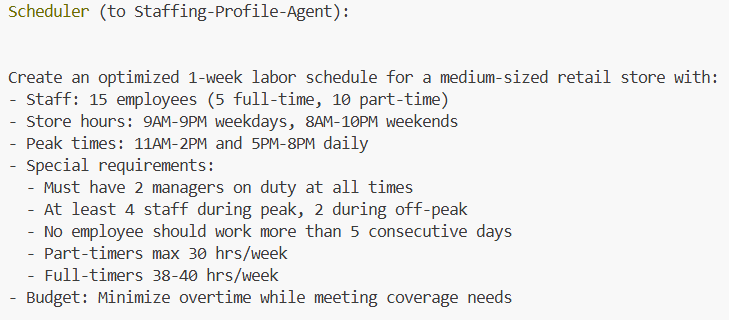 Scheduler (to Staffing-Profile-Agent):
Create an optimized 1-week labor schedule for a medium-sized retail store with:
- Staff: 15 employees (5 full-time, 10 part-time)
- Store hours: 9AM-9PM weekdays, 8AM-10PM weekends
- Peak times: 11AM-2PM and 5PM-8PM daily
- Special requirements:
  - Must have 2 managers on duty at all times
  - At least 4 staff during peak, 2 during off-peak
  - No employee should work more than 5 consecutive days
  - Part-timers max 30 hrs/week
  - Full-timers 38-40 hrs/week
- Budget: Minimize overtime while meeting coverage needs